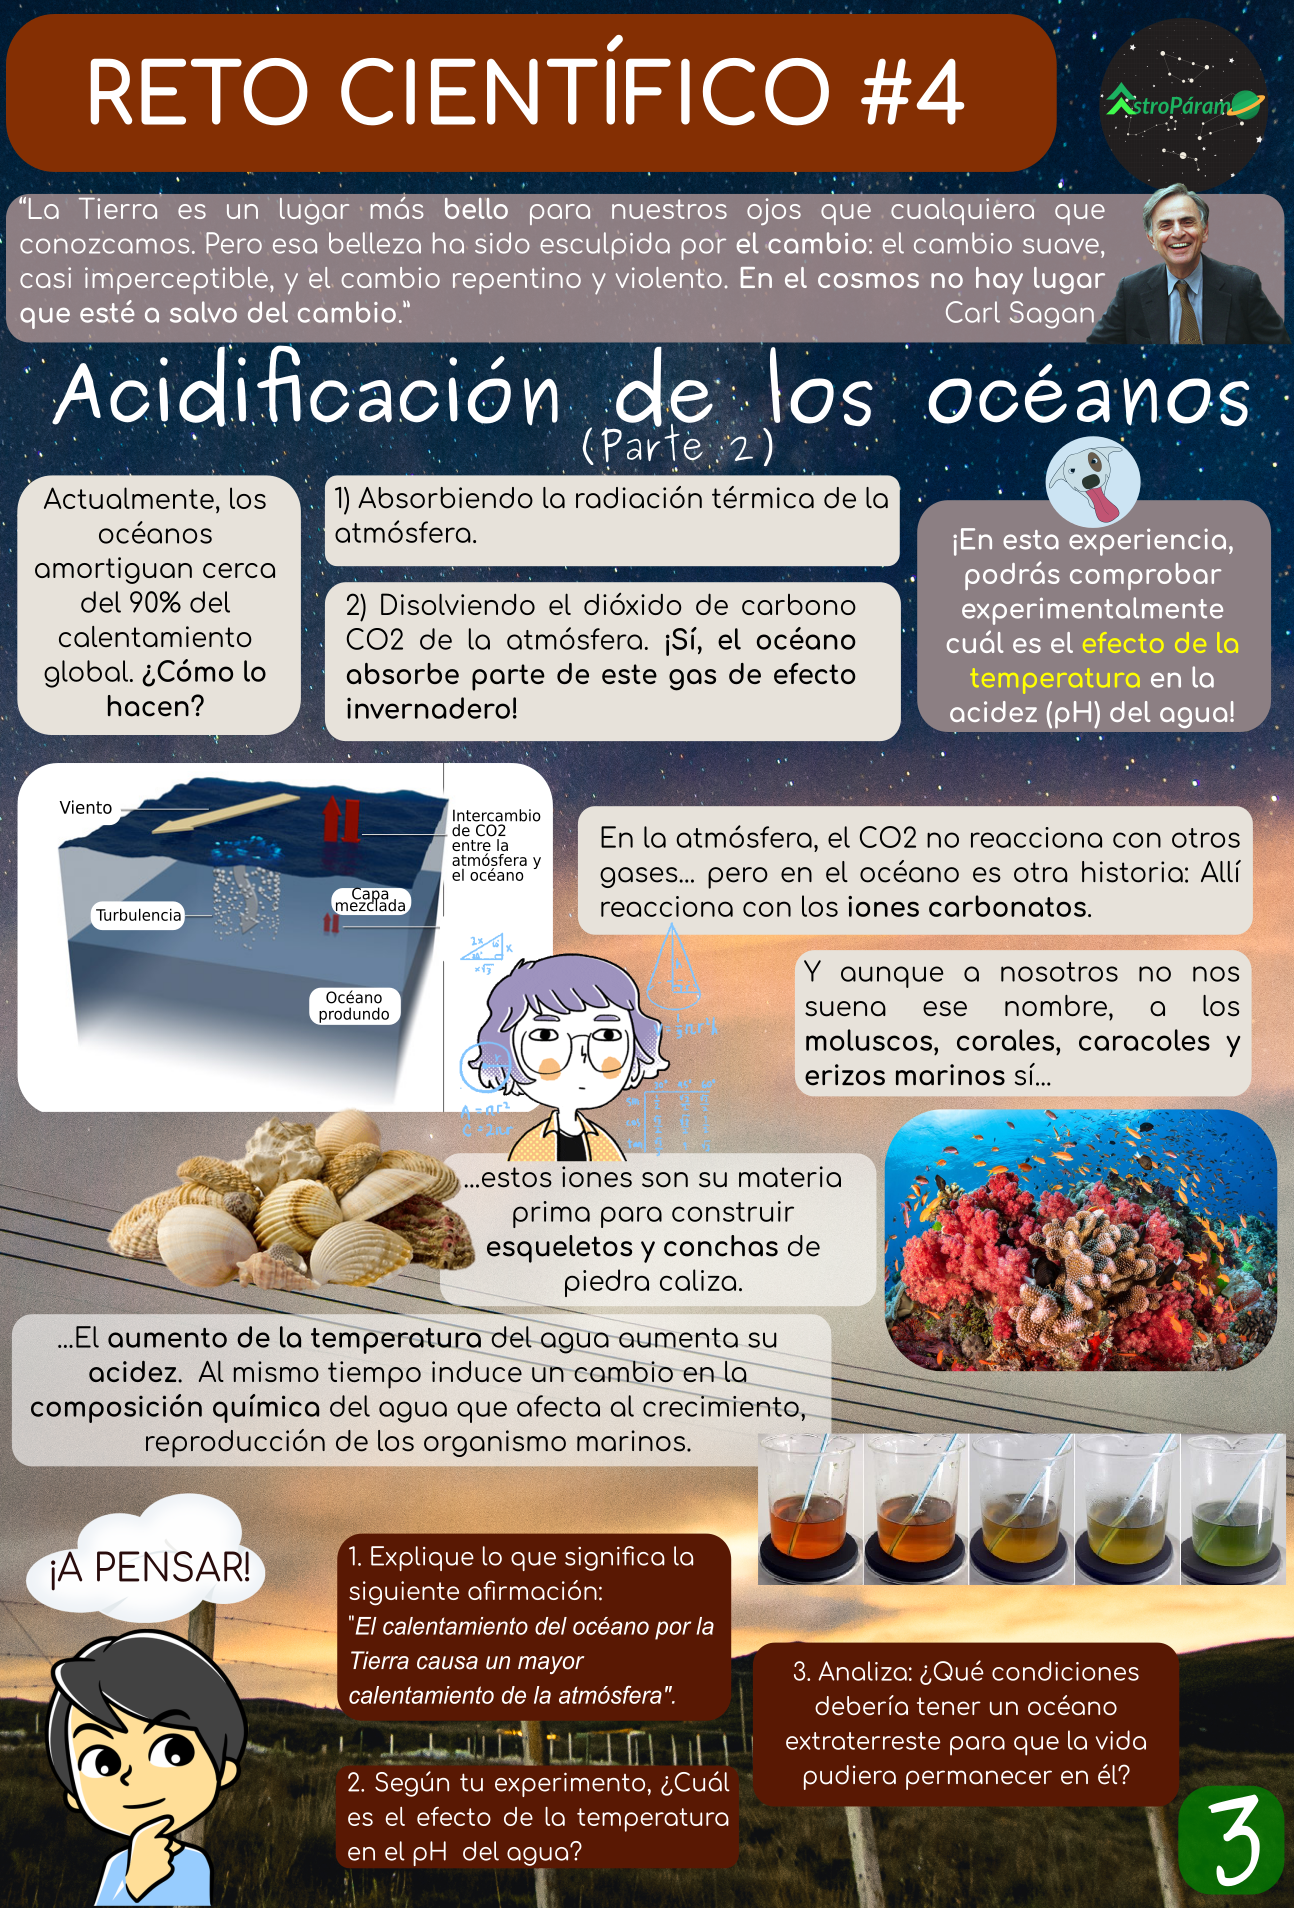 RETO CIENTÍFICO #4
AstroPáramo
“La Tierra es un lugar más bello para nuestros ojos que cualquiera que
conozcamos. Pero esa belleza ha sido esculpida por el cambio: el cambio suave,
casi imperceptible, y el cambio repentino y violento. En el cosmos no hay lugar
que esté a salvo del cambio.”
Carl Sagan
Acidificación de los océanos
(Parte 2)
Actualmente, los
océanos
amortiguan cerca
del 90% del
calentamiento
global. ¿Cómo lo
hacen?
1) Absorbiendo la radiación térmica de la
atmósfera.
2) Disolviendo el dióxido de carbono
CO2 de la atmósfera. ¡Sí, el océano
absorbe parte de este gas de efecto
invernadero!
¡En esta experiencia,
podrás comprobar
experimentalmente
cuál es el efecto de la
temperatura en la
acidez (pH) del agua!
Viento
Intercambio
de CO2
entre la
atmósfera y
el océano
Capa
mezclada
Turbulencia
Océano
produndo
En la atmósfera, el CO2 no reacciona con otros
gases... pero en el océano es otra historia: Allí
reacciona con los iones carbonatos.
Y aunque a nosotros no nos
suena ese nombre, a los
moluscos, corales, caracoles y
erizos marinos sí...
2x
x
x√3
A = πr²
C = 2πr
...estos iones son su materia
prima para construir
esqueletos y conchas de
piedra caliza.
...El aumento de la temperatura del agua aumenta su
acidez. Al mismo tiempo induce un cambio en la
composición química del agua que afecta al crecimiento,
reproducción de los organismo marinos.
¡A PENSAR!
1. Explique lo que significa la
siguiente afirmación:
"El calentamiento del océano por la
Tierra causa un mayor
calentamiento de la atmósfera".
2. Según tu experimento, ¿Cuál
es el efecto de la temperatura
en el pH del agua?
3. Analiza: ¿Qué condiciones
debería tener un océano
extraterreste para que la vida
pudiera permanecer en él?
3